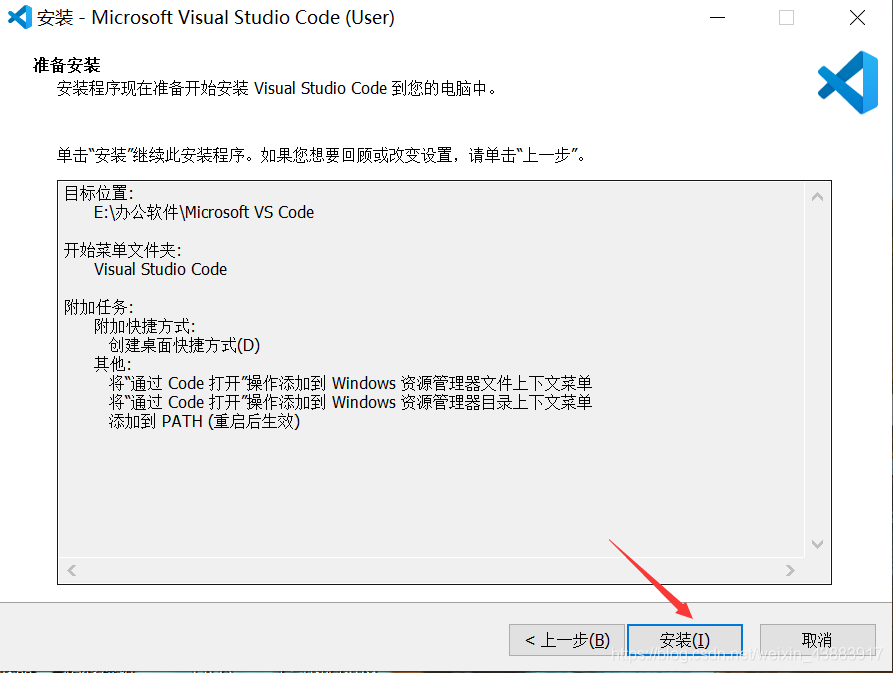 安装 - Microsoft Visual Studio Code (User)
准备安装
安装程序现在准备开始安装 Visual Studio Code 到您的电脑中。
单击“安装”继续此安装程序。如果您想要回顾或改变设置，请单击“上一步”。
目标位置:
E:\办公软件\Microsoft VS Code
开始菜单文件夹:
Visual Studio Code
附加任务:
附加快捷方式:
创建桌面快捷方式(D)
其他:
将“通过 Code 打开”操作添加到 Windows 资源管理器文件上下文菜单
将“通过 Code 打开”操作添加到 Windows 资源管理器目录上下文菜单
添加到 PATH (重启后生效)
< 上一步(B) 安装(I) 取消
https://blog.csdn.net/weixin_43883917